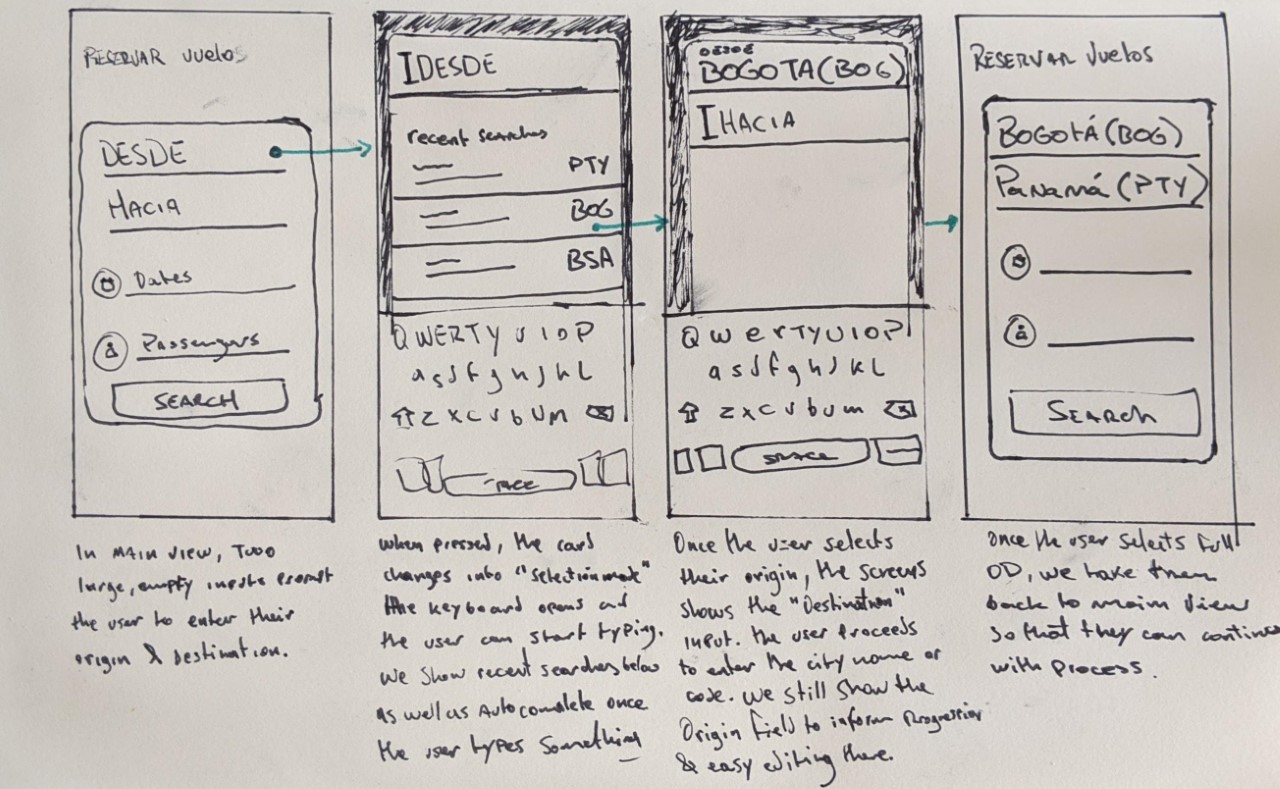 RESERVAR vuelos
DESDE
HACIA
Dates
Passengers
SEARCH
In main view, Two
large, empty inputs prompt
the user to enter their
origin & Destination.
DESDE
recent searches
PTY
BOG
BSA
QWERTYUIOP
asdfghjkL
zxcvbum
when pressed, the card
changes into "selection mode"
the keyboard opens and
the user can start typing.
we show recent searches below
as well as Autocomplete once
the user types something
DESDE
BOGOTA(BOG)
HACIA
QwerTYUIOP
asdfghJKL
zxcvbum
SPACE
Once the user selects
their origin, the screens
shows the "Destination"
input. the user proceeds
to enter the city name or
code. we still show the
Origin field to inform Progression
& easy editing there.
RESERVAR Vuelos
BOGOTÁ(BOG)
Panamá (PTY)
SEARCH
Once the user selects full
OD, we take them
back to main view
so that they can continue
with process.